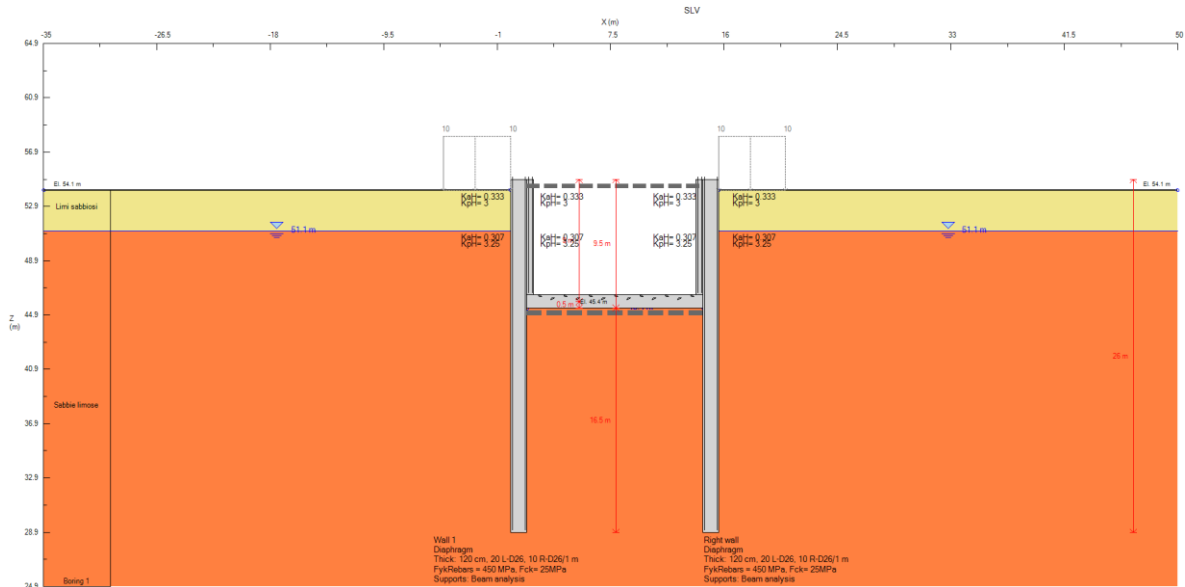 SLV
X (m)
-35 -26.5 -18 -9.5 -1 7.5 16 24.5 33 41.5 50
64.9
60.9
56.9
52.9
48.9
44.9
40.9
36.9
32.9
28.9
24.9
Z
(m)
10 10 10 10
El. 54.1 m
El. 54.1 m
Limi sabbiosi
KaH= 0.333 KaH= 0.333 KaH= 0.333 KaH= 0.333
KpH= 3 KpH= 3 KpH= 3 KpH= 3
51.1 m
51.1 m
KaH= 0.307 KaH= 0.307 KaH= 0.307 KaH= 0.307
KpH= 3.25 KpH= 3.25 KpH= 3.25 KpH= 3.25
9.5 m
El. 45.4 m
0.5 m
26 m
Sabbie limose
16.5 m
Boring 1
Wall 1
Diaphragm
Thick: 120 cm, 20 L-D26, 10 R-D26/1 m
FykRebars = 450 MPa, Fck= 25MPa
Supports: Beam analysis
Right wall
Diaphragm
Thick: 120 cm, 20 L-D26, 10 R-D26/1 m
FykRebars = 450 MPa, Fck= 25MPa
Supports: Beam analysis